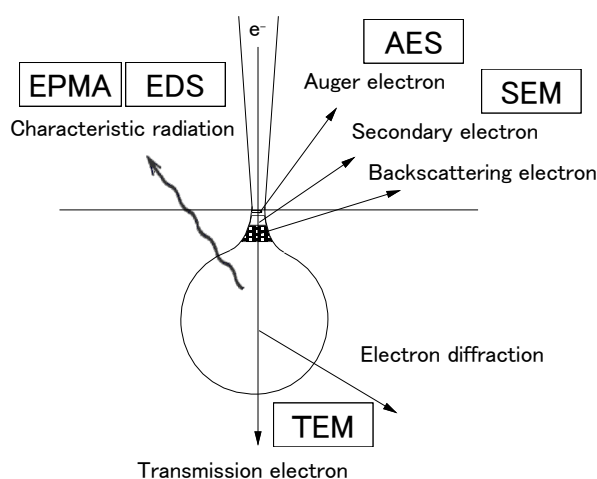 e⁻
AES
EPMA EDS
Auger electron
SEM
Characteristic radiation
Secondary electron
Backscattering electron
Electron diffraction
TEM
Transmission electron